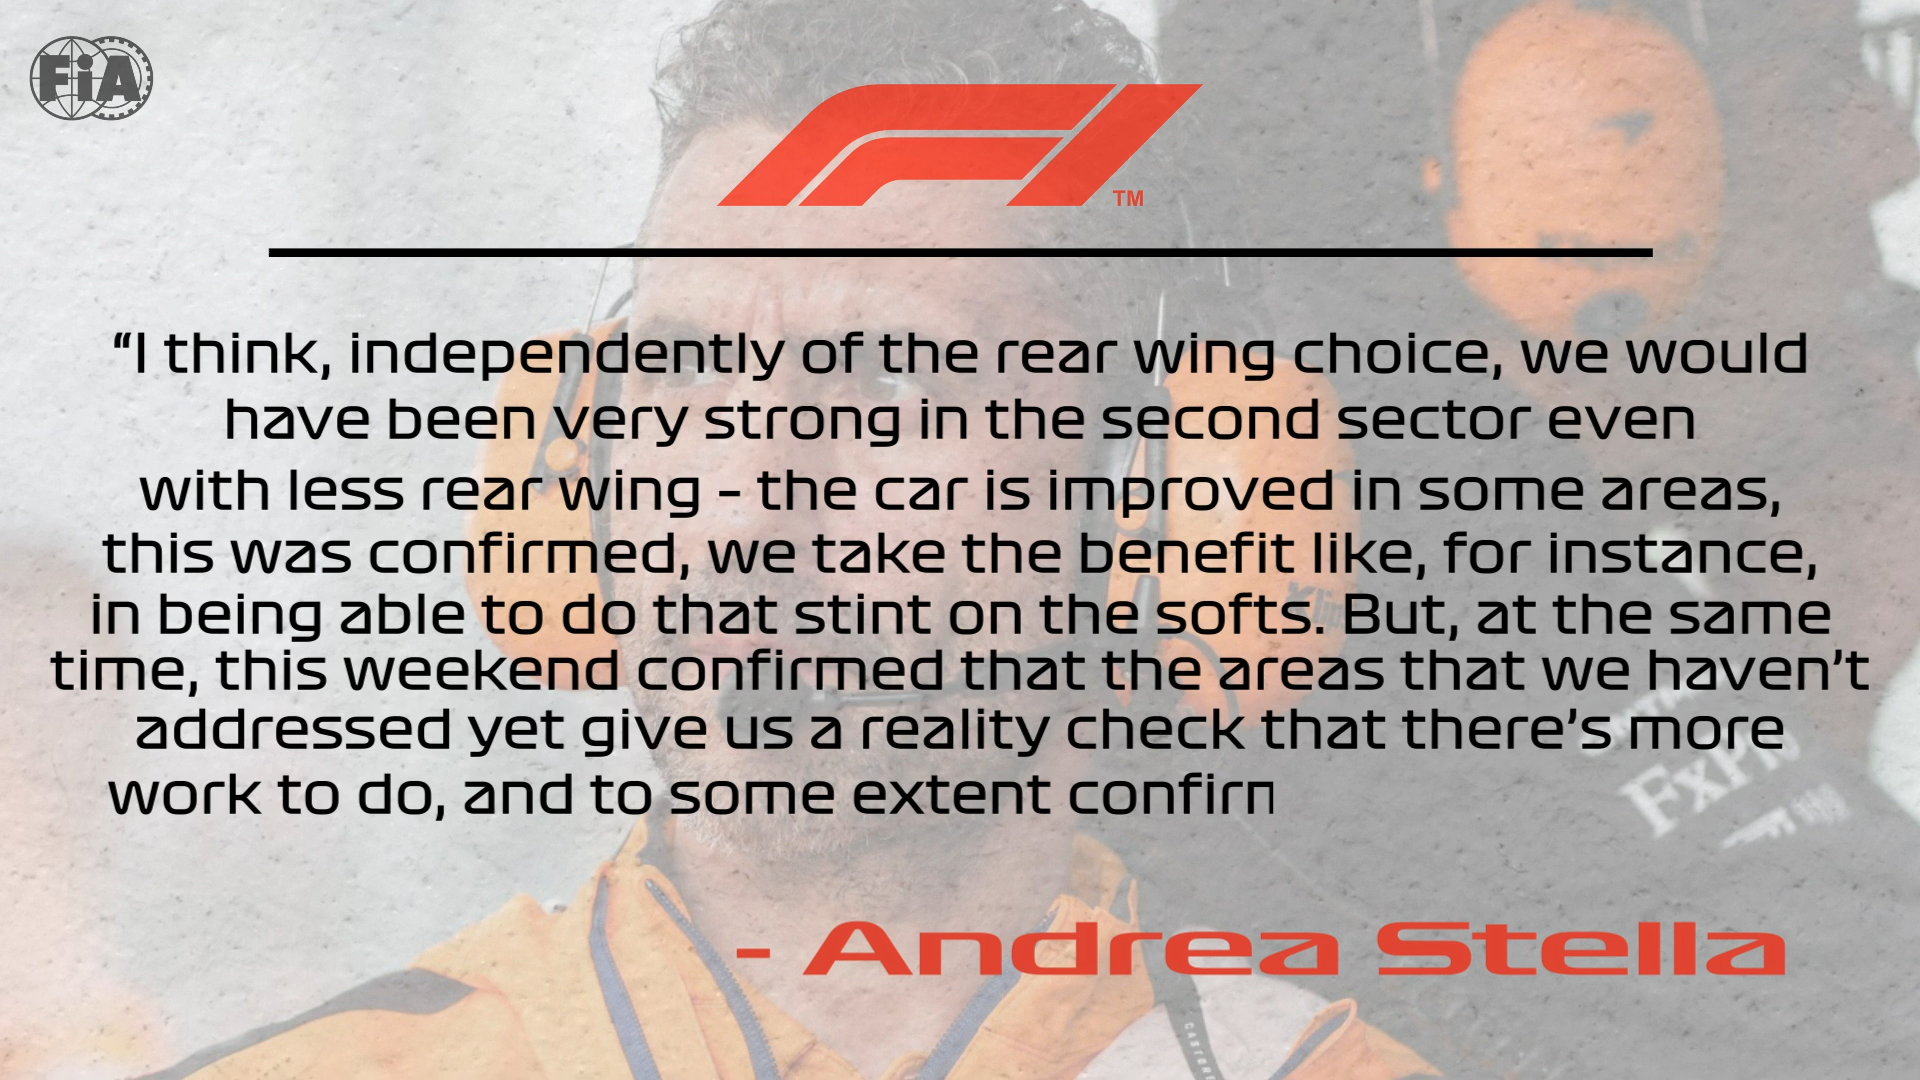 FiA
F1
TM
“I think, independently of the rear wing choice, we would
have been very strong in the second sector even
with less rear wing - the car is improved in some areas,
this was confirmed, we take the benefit like, for instance,
in being able to do that stint on the softs. But, at the same
time, this weekend confirmed that the areas that we haven’t
addressed yet give us a reality check that there’s more
work to do, and to some extent
FxPro
- Andrea Stella